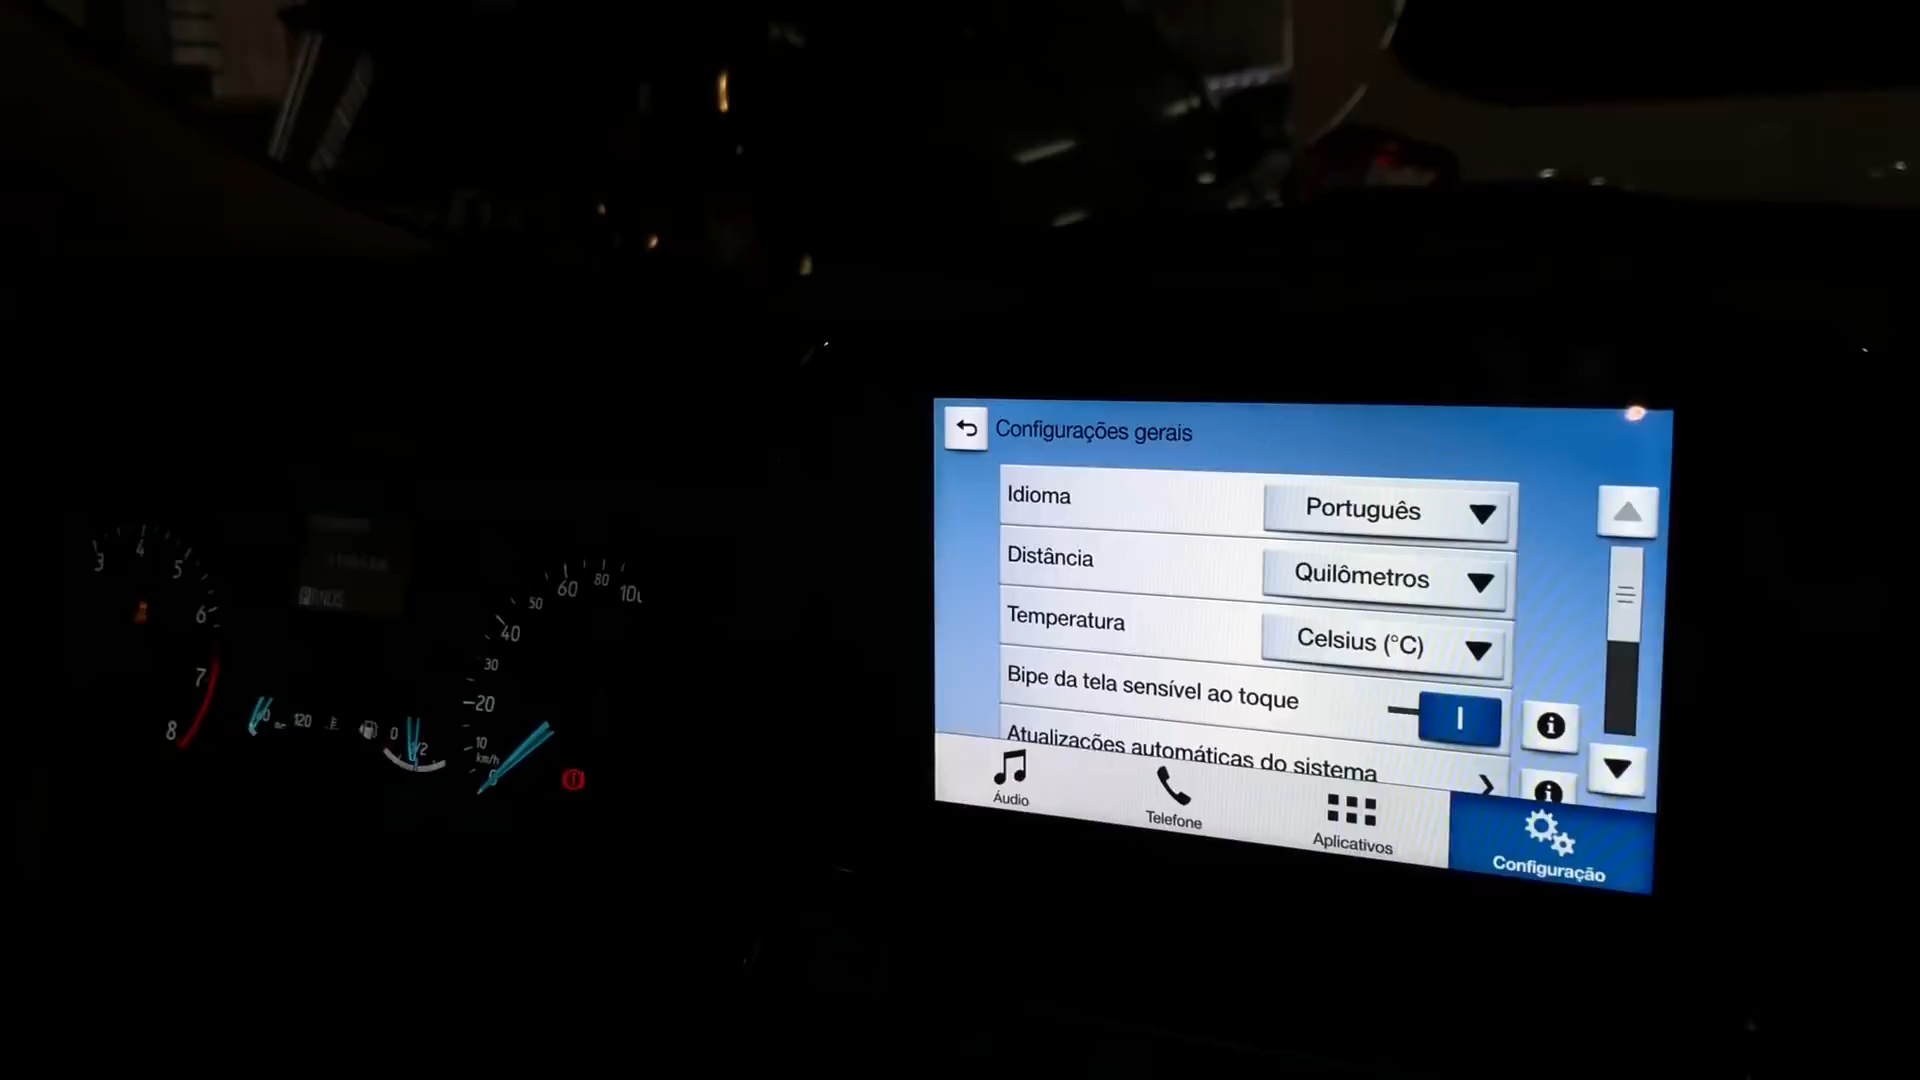 Configurações gerais
Idioma
Português
Distância
Quilômetros
Temperatura
Celsius (°C)
Bipe da tela sensível ao toque
I
Atualizações automáticas do sistema
Áudio
Telefone
Aplicativos
Configuração
3
4
5
6
7
8
120
0
1/2
10
20
30
40
50
60
80
km/h